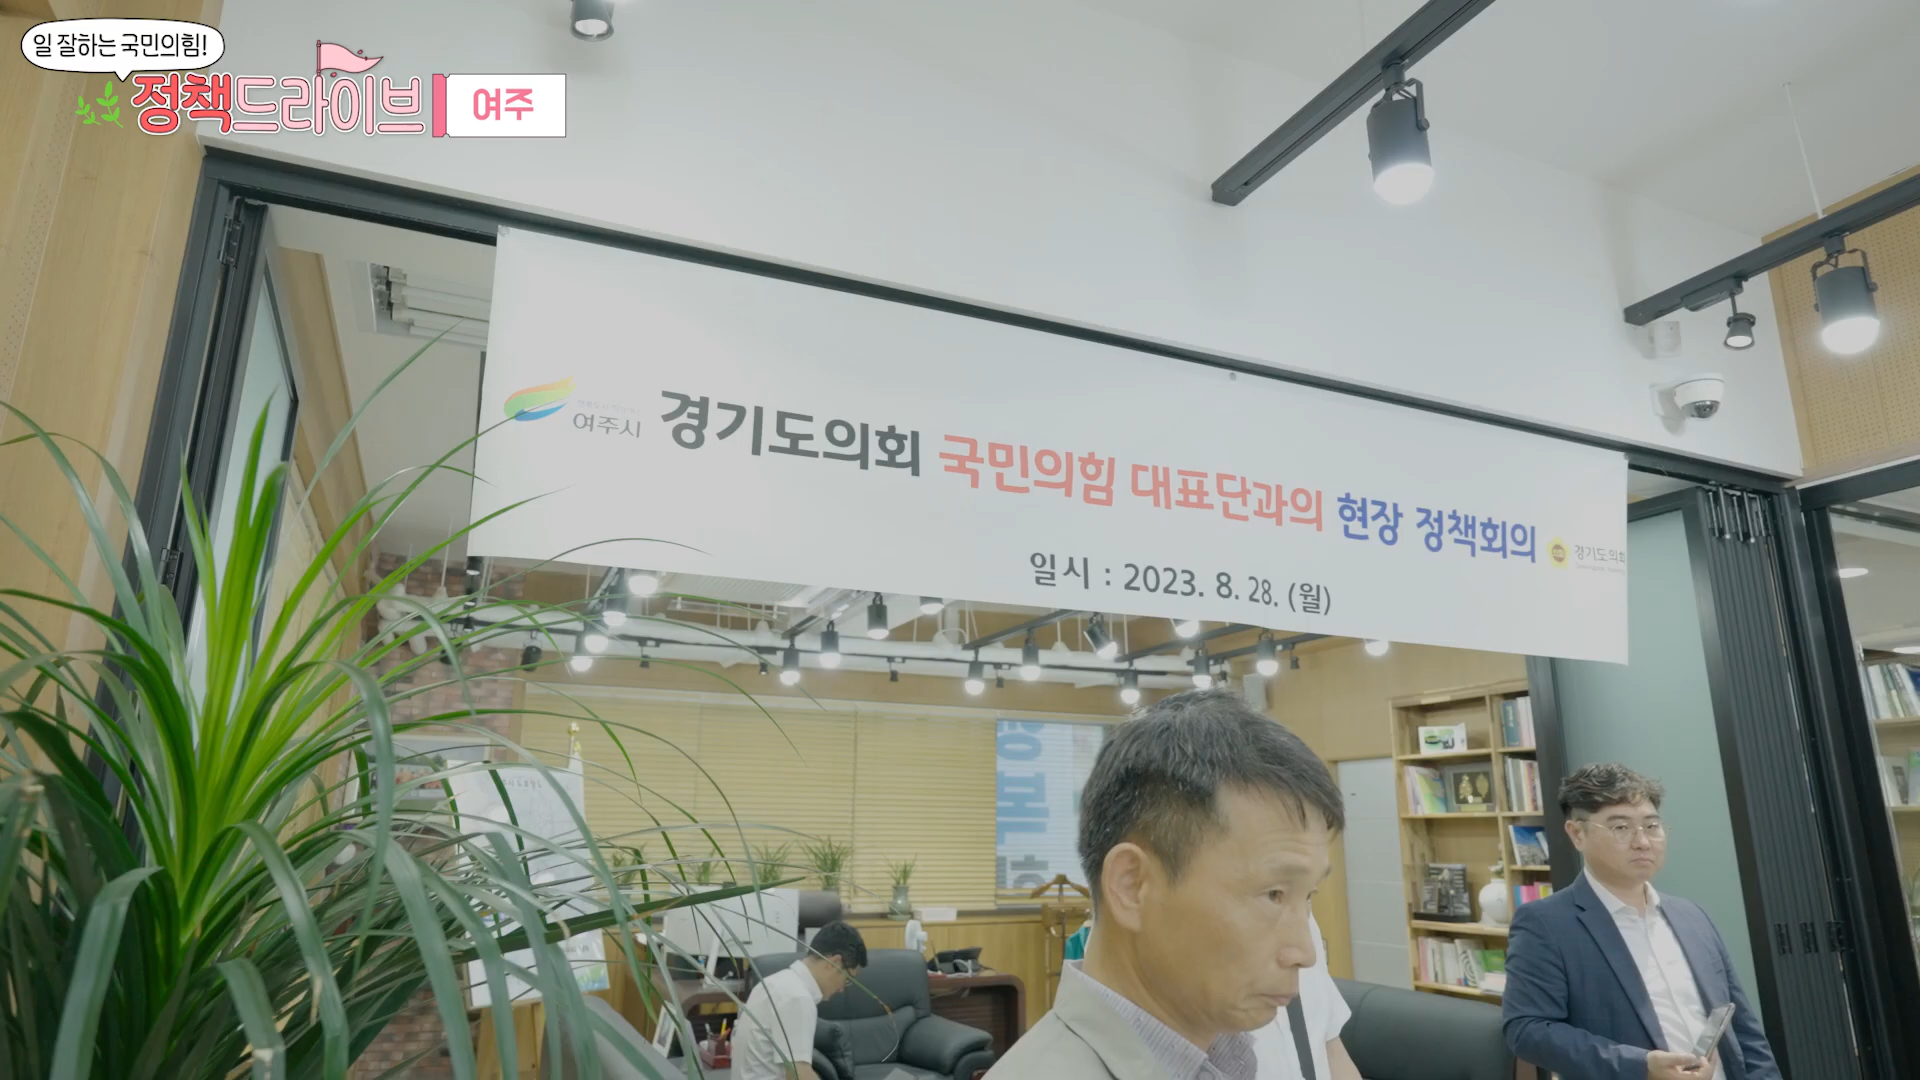 일 잘하는 국민의힘!
정책드라이브
여주
여주시
경기도의회 국민의힘 대표단과의 현장 정책회의
경기도의회
일시 : 2023. 8. 28. (월)